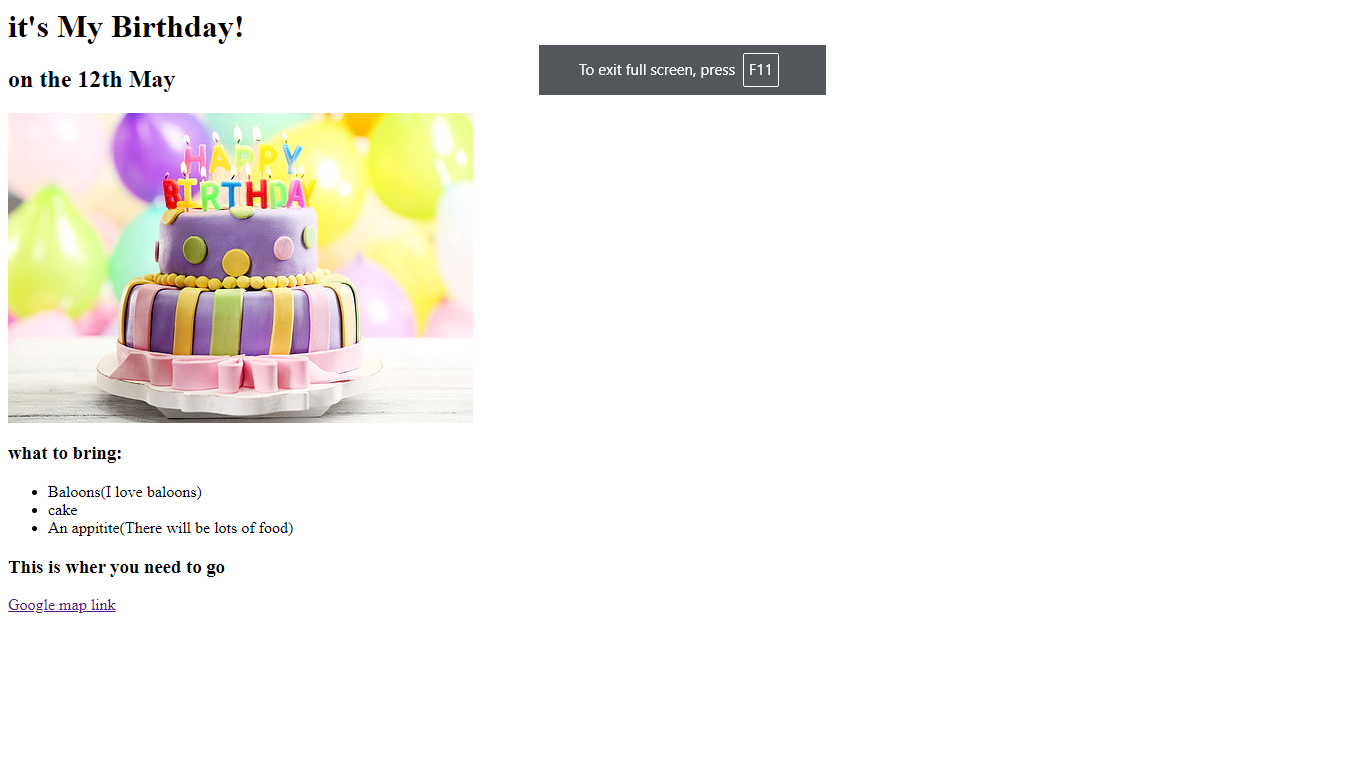 it's My Birthday!
To exit full screen, press F11
on the 12th May
HAPPY
BIRTHDAY
what to bring:
Baloons(I love baloons)
cake
An appitite(There will be lots of food)
This is wher you need to go
Google map link